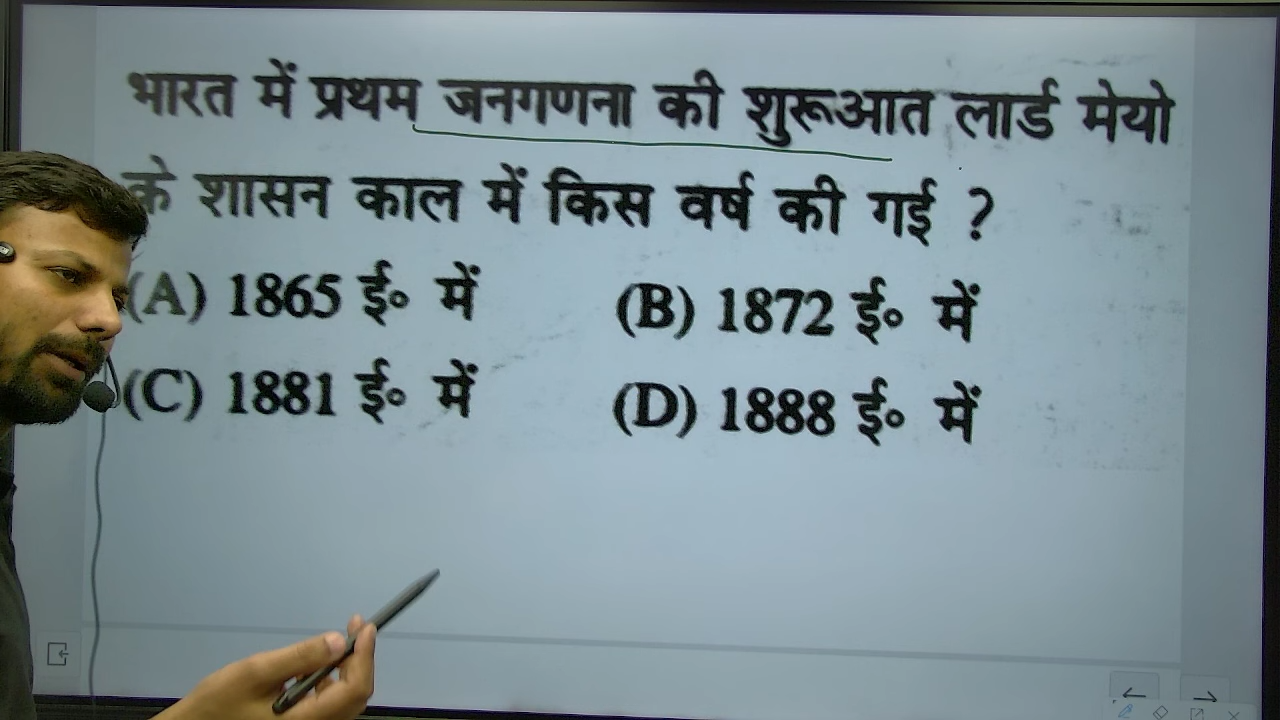 भारत में प्रथम जनगणना की शुरूआत लार्ड मेयो
के शासन काल में किस वर्ष की गई ?
(A) 1865 ई० में (B) 1872 ई० में
(C) 1881 ई० में (D) 1888 ई० में